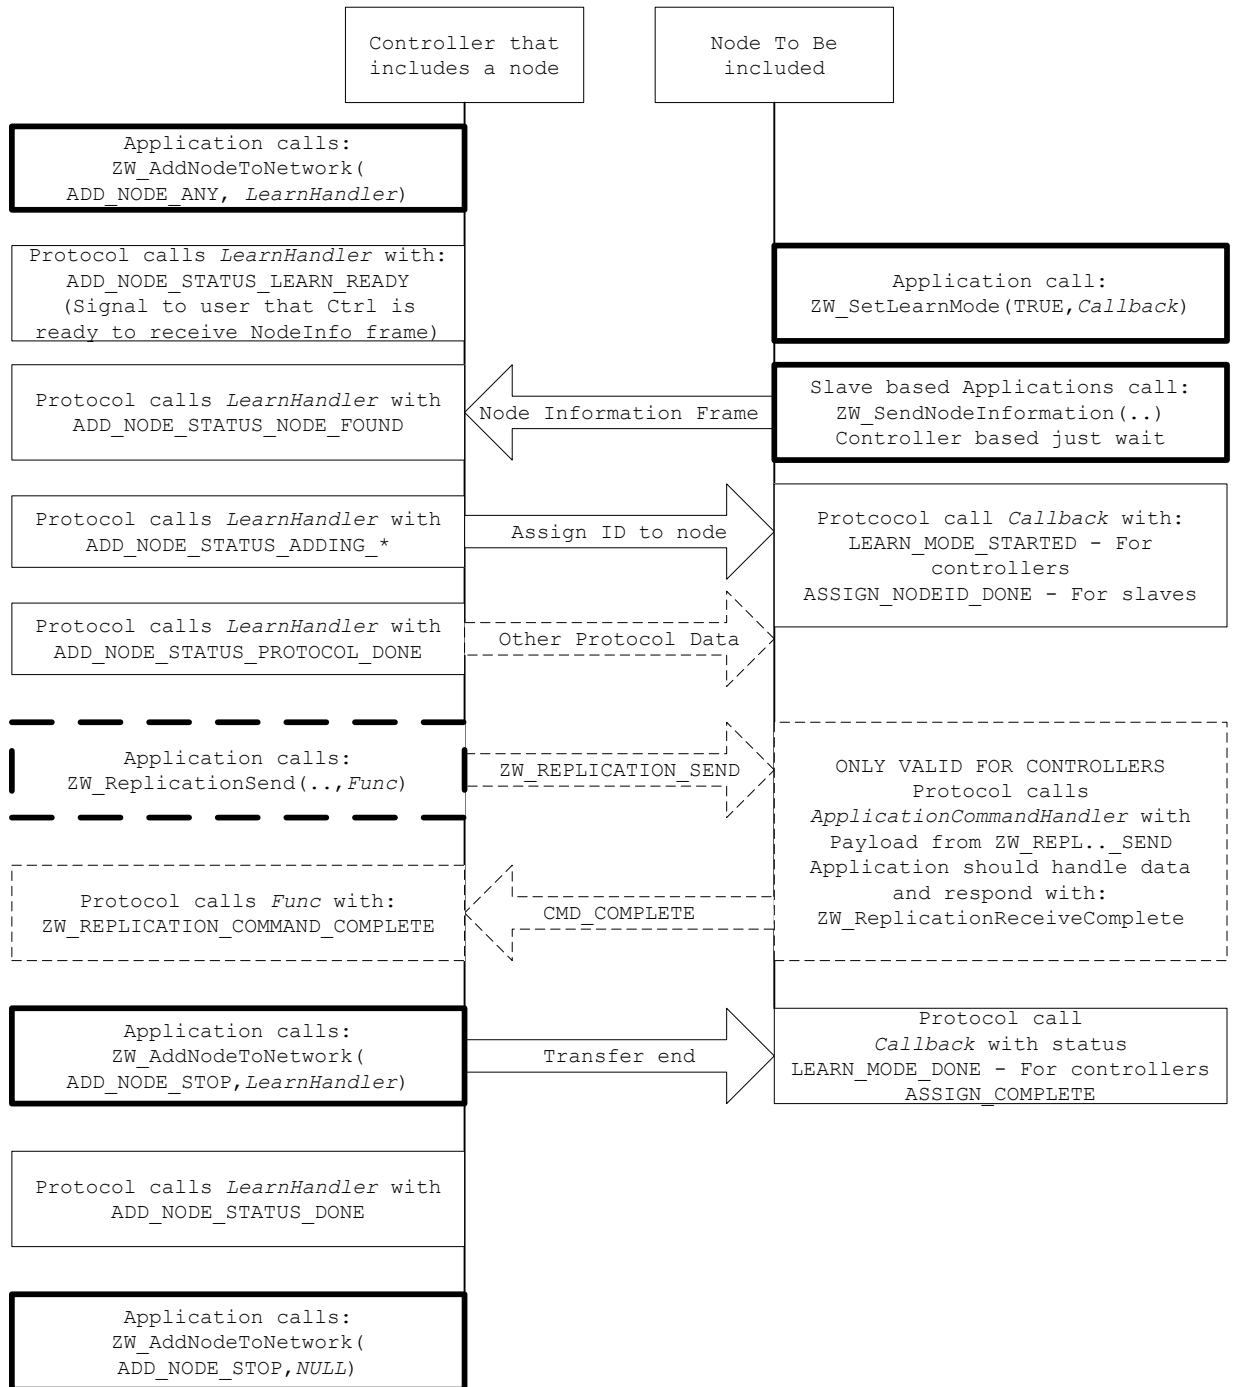 Controller that
includes a node
Node To Be
included
Application calls:
ZW_AddNodeToNetwork(
ADD_NODE_ANY, LearnHandler)
Protocol calls LearnHandler with:
ADD_NODE_STATUS_LEARN_READY
(Signal to user that Ctrl is
ready to receive NodeInfo frame)
Application call:
ZW_SetLearnMode(TRUE,Callback)
Protocol calls LearnHandler with
ADD_NODE_STATUS_NODE_FOUND
Node Information Frame
Slave based Applications call:
ZW_SendNodeInformation(..)
Controller based just wait
Protocol calls LearnHandler with
ADD_NODE_STATUS_ADDING_*
Assign ID to node
Protcocol call Callback with:
LEARN_MODE_STARTED - For
controllers
ASSIGN_NODEID_DONE - For slaves
Protocol calls LearnHandler with
ADD_NODE_STATUS_PROTOCOL_DONE
Other Protocol Data
Application calls:
ZW_ReplicationSend(..,Func)
ZW_REPLICATION_SEND
ONLY VALID FOR CONTROLLERS
Protocol calls
ApplicationCommandHandler with
Payload from ZW_REPL.._SEND
Application should handle data
and respond with:
ZW_ReplicationReceiveComplete
Protocol calls Func with:
ZW_REPLICATION_COMMAND_COMPLETE
CMD_COMPLETE
Application calls:
ZW_AddNodeToNetwork(
ADD_NODE_STOP,LearnHandler)
Transfer end
Protocol call
Callback with status
LEARN_MODE_DONE - For controllers
ASSIGN_COMPLETE
Protocol calls LearnHandler with
ADD_NODE_STATUS_DONE
Application calls:
ZW_AddNodeToNetwork(
ADD_NODE_STOP,NULL)